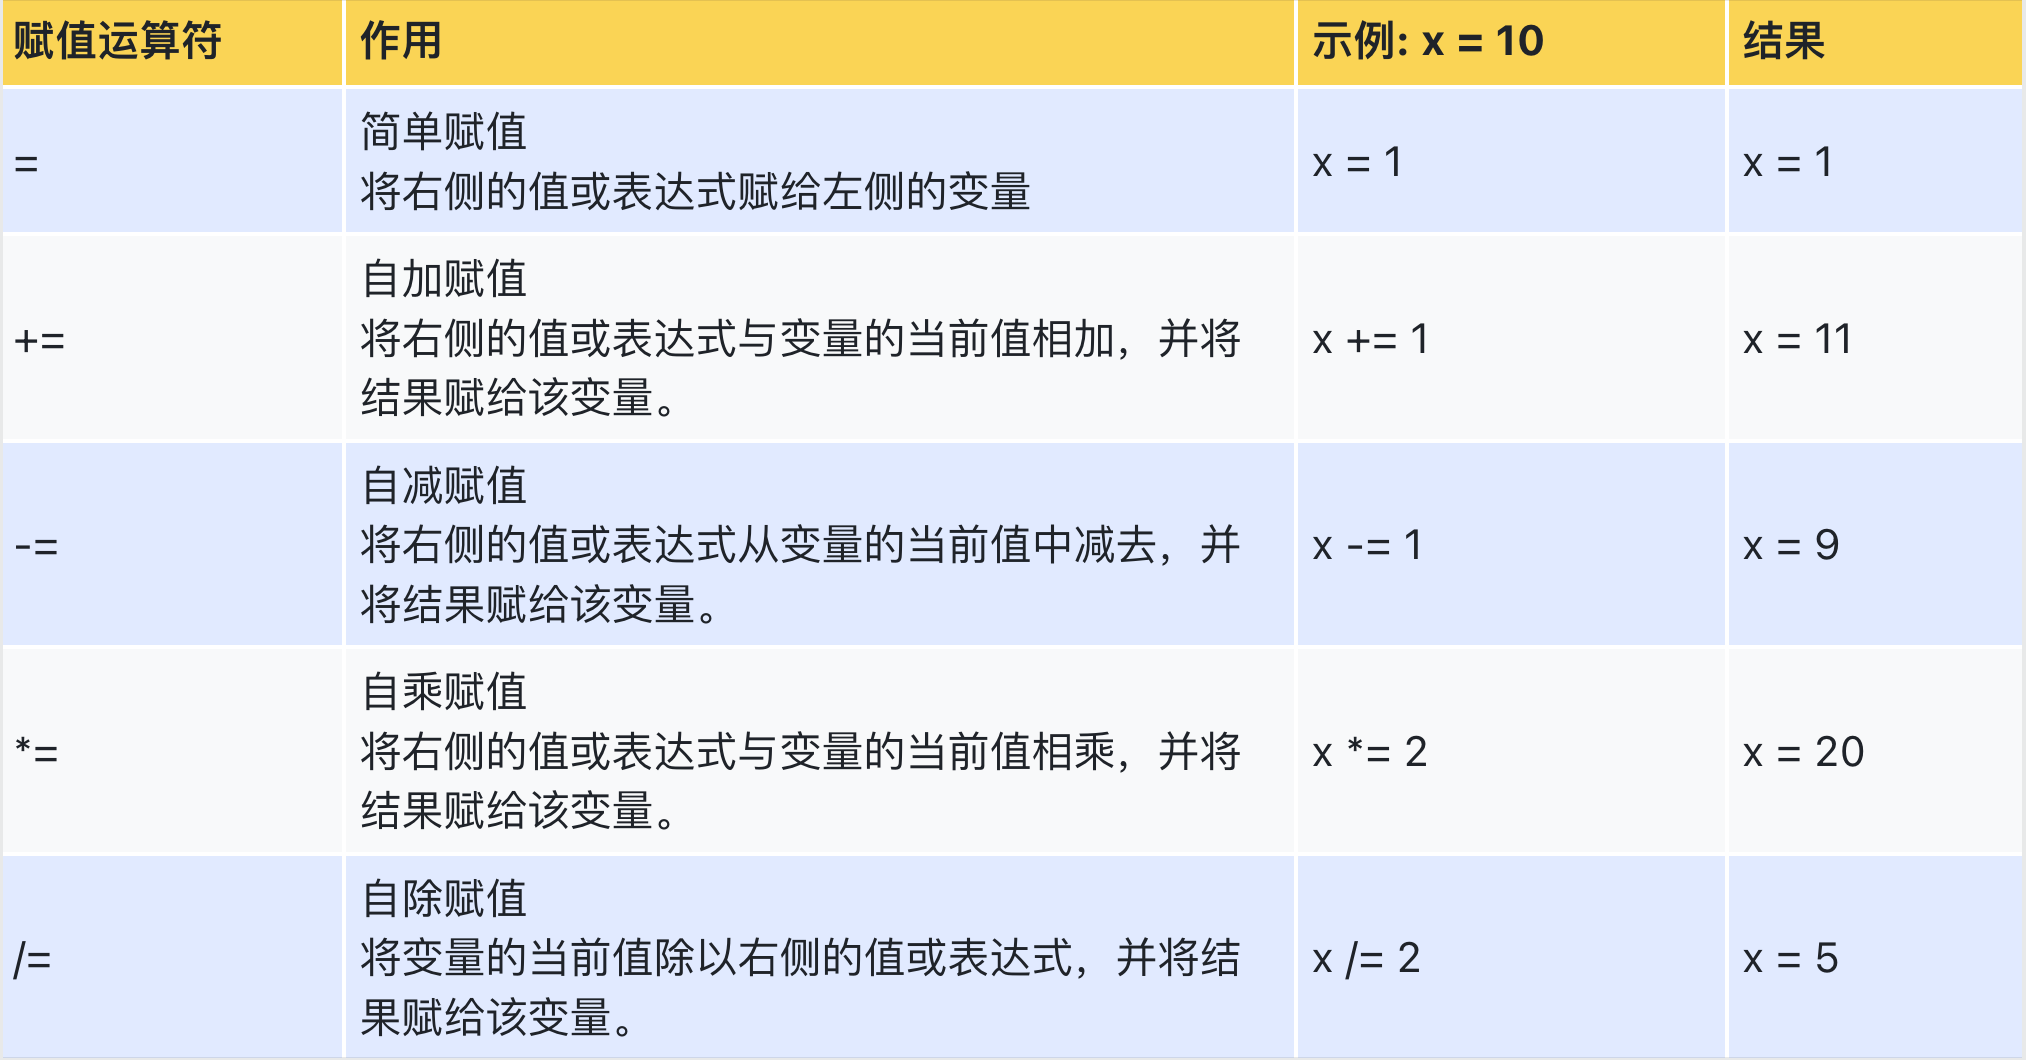 赋值运算符 作用 示例: x = 10 结果
简单赋值
= x = 1 x = 1
将右侧的值或表达式赋给左侧的变量
自加赋值
+= 将右侧的值或表达式与变量的当前值相加，并将 x += 1 x = 11
结果赋给该变量。
自减赋值
-= 将右侧的值或表达式从变量的当前值中减去，并 x -= 1 x = 9
将结果赋给该变量。
自乘赋值
*= 将右侧的值或表达式与变量的当前值相乘，并将 x *= 2 x = 20
结果赋给该变量。
自除赋值
/= 将变量的当前值除以右侧的值或表达式，并将结 x /= 2 x = 5
果赋给该变量。